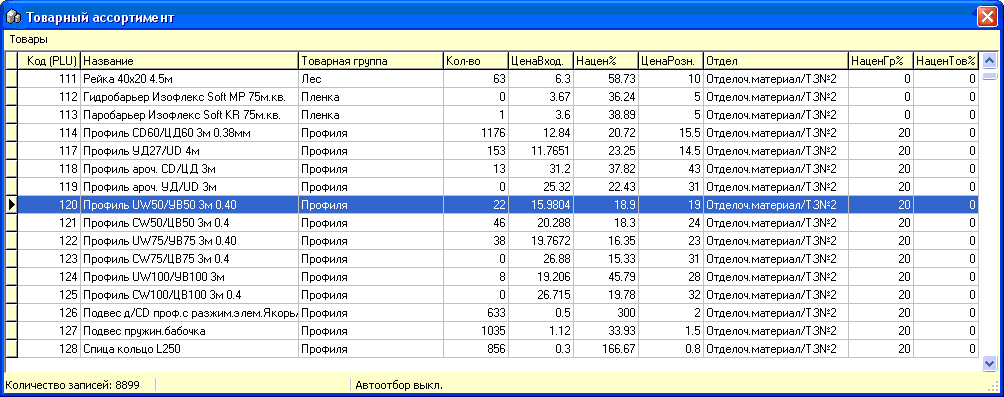 Товарный ассортимент
Товары
Код (PLU) Название Товарная группа Кол-во ЦенаВход. Нацен% ЦенаРозн. Отдел НаценГр% НаценТов%
111 Рейка 40x20 4.5м Лес 63 6.3 58.73 10 Отделоч.материал/ТЗ№2 0 0
112 Гидробарьер Изофлекс Soft MP 75м.кв. Пленка 0 3.67 36.24 5 Отделоч.материал/ТЗ№2 0 0
113 Паробарьер Изофлекс Soft KR 75м.кв. Пленка 1 3.6 38.89 5 Отделоч.материал/ТЗ№2 0 0
114 Профиль CD60/ЦД60 3м 0.38мм Профиля 1176 12.84 20.72 15.5 Отделоч.материал/ТЗ№2 20 0
117 Профиль УД27/UD 4м Профиля 153 11.7651 23.25 14.5 Отделоч.материал/ТЗ№2 20 0
118 Профиль ароч. CD/ЦД 3м Профиля 13 31.2 37.82 43 Отделоч.материал/ТЗ№2 20 0
119 Профиль ароч. УД/UD 3м Профиля 0 25.32 22.43 31 Отделоч.материал/ТЗ№2 20 0
120 Профиль UW50/УВ50 3м 0.40 Профиля 22 15.9804 18.9 19 Отделоч.материал/ТЗ№2 20 0
121 Профиль CW50/ЦВ50 3м 0.4 Профиля 46 20.288 18.3 24 Отделоч.материал/ТЗ№2 20 0
122 Профиль UW75/УВ75 3м 0.40 Профиля 38 19.7672 16.35 23 Отделоч.материал/ТЗ№2 20 0
123 Профиль CW75/ЦВ75 3м 0.4 Профиля 0 26.88 15.33 31 Отделоч.материал/ТЗ№2 20 0
124 Профиль UW100/УВ100 3м Профиля 8 19.206 45.79 28 Отделоч.материал/ТЗ№2 20 0
125 Профиль CW100/ЦВ100 3м 0.4 Профиля 0 26.715 19.78 32 Отделоч.материал/ТЗ№2 20 0
126 Подвес д/CD проф.с разжим.элем.Якорь/ Профиля 633 0.5 300 2 Отделоч.материал/ТЗ№2 20 0
127 Подвес пружин.бабочка Профиля 1035 1.12 33.93 1.5 Отделоч.материал/ТЗ№2 20 0
128 Спица кольцо L250 Профиля 856 0.3 166.67 0.8 Отделоч.материал/ТЗ№2 20 0
Количество записей: 8899 Автоотбор выкл.